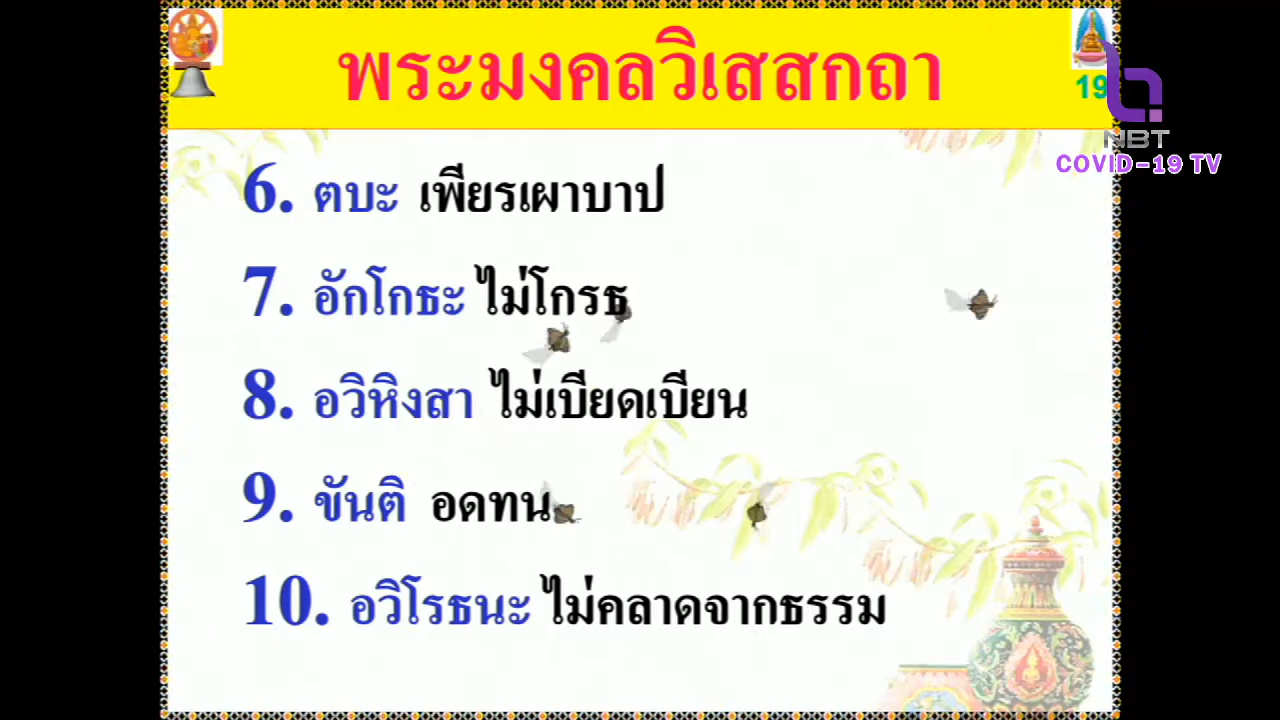 พระมงคลวิเสสกถา
19
NBT
COVID-19 TV
6. ตบะ เพียรเผาบาป
7. อักโกธะ ไม่โกรธ
8. อวิหิงสา ไม่เบียดเบียน
9. ขันติ อดทน
10. อวิโรธนะ ไม่คลาดจากธรรม